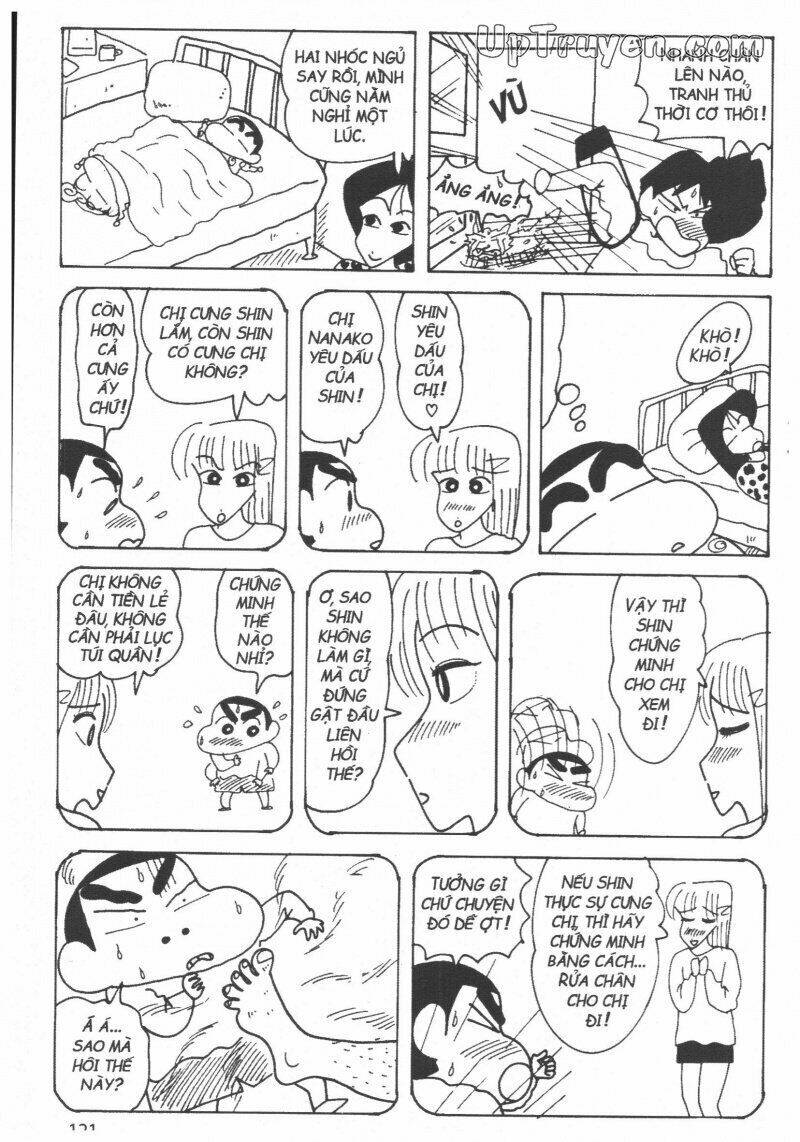 UpTruyen.com
NHANH CHÂN
LÊN NÀO,
TRANH THỦ
THỜI CƠ THÔI!
VÙ
ẲNG ẲNG!
HAI NHÓC NGỦ
SAY RỒI, MÌNH
CŨNG NẰM
NGHỈ MỘT
LÚC.
KHÒ!
KHÒ!
SHIN
YÊU
DẤU
CỦA
CHỊ!
♡
CHỊ
NANAKO
YÊU DẤU
CỦA
SHIN!
CHỊ CƯNG SHIN
LẮM, CÒN SHIN
CÓ CƯNG CHỊ
KHÔNG?
CÒN
HƠN
CẢ
CƯNG
ẤY
CHỨ!
VẬY THÌ
SHIN
CHỨNG
MINH
CHO CHỊ
XEM
ĐI!
Ơ, SAO
SHIN
KHÔNG
LÀM GÌ,
MÀ CỨ
ĐỨNG
GẬT ĐẦU
LIÊN
HỒI
THẾ?
CHỨNG
MINH
THẾ
NÀO
NHỈ?
CHỊ KHÔNG
CẦN TIỀN LẺ
ĐÂU, KHÔNG
CẦN PHẢI LỤC
TÚI QUẦN!
NẾU SHIN
THỰC SỰ CƯNG
CHỊ, THÌ HÃY
CHỨNG MINH
BẰNG CÁCH...
RỬA CHÂN
CHO CHỊ
ĐI!
TƯỞNG GÌ
CHỨ CHUYỆN
ĐÓ DỄ ỢT!
Á Á...
SAO MÀ
HÔI THẾ
NÀY?
121